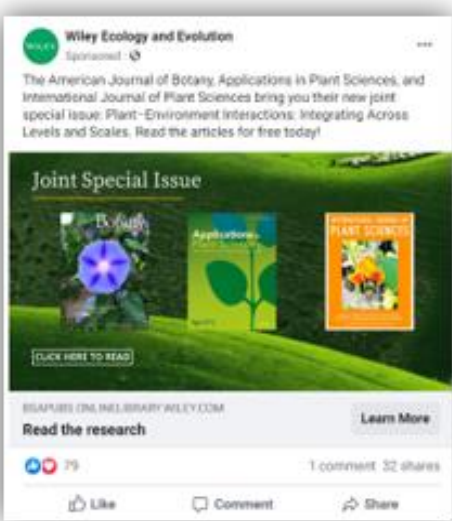 WILEY
Wiley Ecology and Evolution
Sponsored
The American Journal of Botany, Applications in Plant Sciences, and
International Journal of Plant Sciences bring you their new joint
special issue: Plant-Environment Interactions: Integrating Across
Levels and Scales. Read the articles for free today!
Joint Special Issue
Botany
Applications
Plant Sciences
INTERNATIONAL JOURNAL OF
PLANT SCIENCES
CLICK HERE TO READ
BSAPUBS.ONLINELIBRARY.WILEY.COM
Read the research
Learn More
79
1 comment 32 shares
Like
Comment
Share